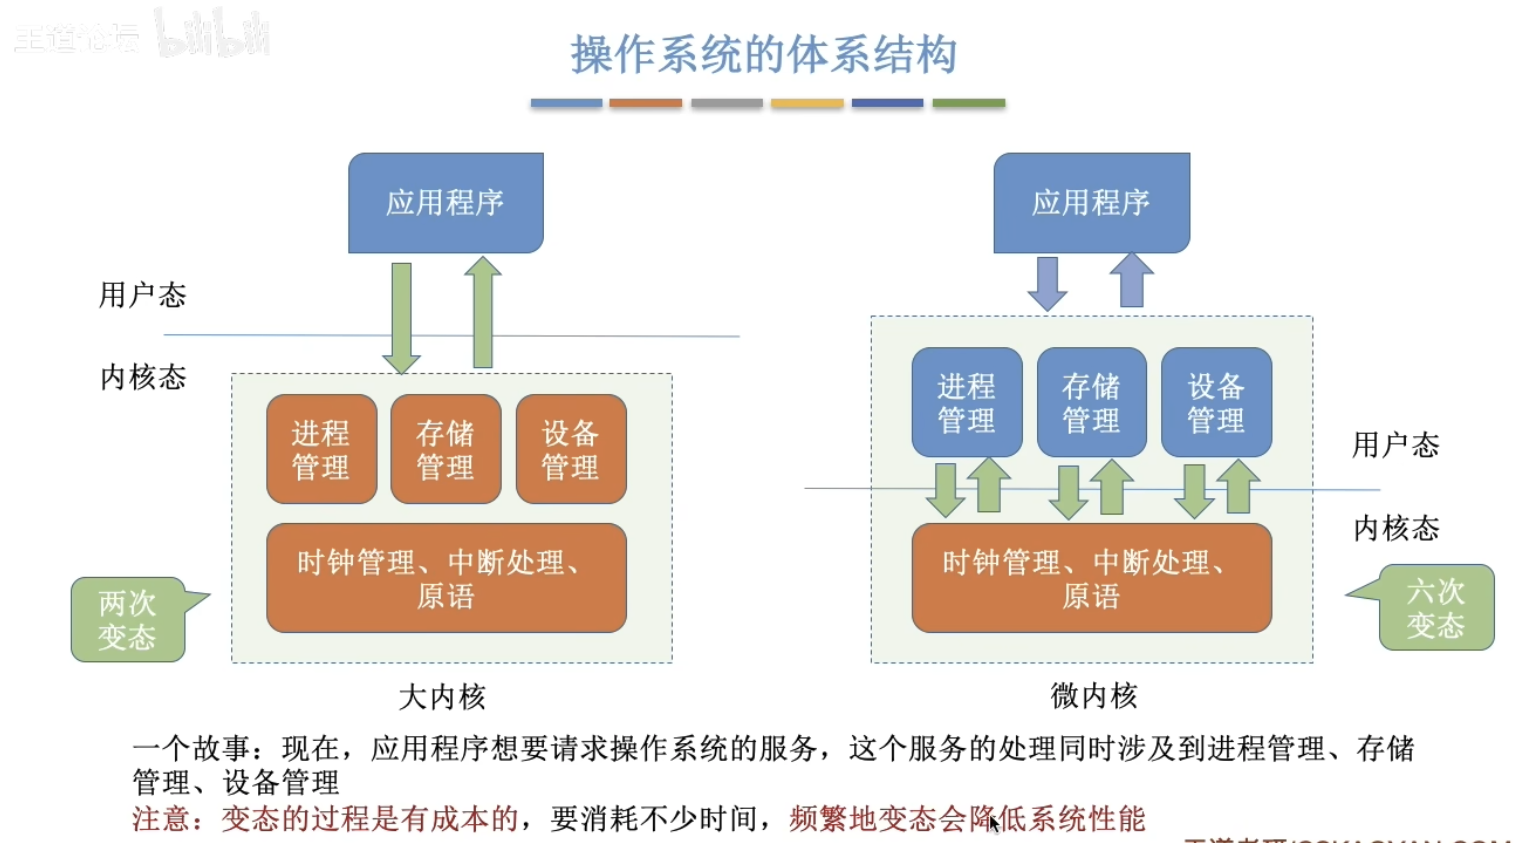 王道论坛 bilibili
操作系统的体系结构
应用程序
用户态
内核态
进程
管理
存储
管理
设备
管理
时钟管理、中断处理、
原语
两次
变态
大内核
应用程序
进程
管理
存储
管理
设备
管理
用户态
内核态
时钟管理、中断处理、
原语
六次
变态
微内核
一个故事：现在，应用程序想要请求操作系统的服务，这个服务的处理同时涉及到进程管理、存储
管理、设备管理
注意：变态的过程是有成本的，要消耗不少时间，频繁地变态会降低系统性能